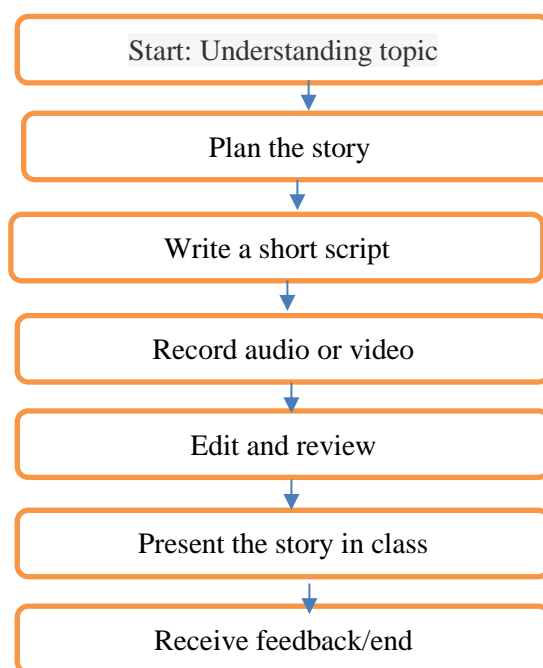 Start: Understanding topic
Plan the story
Write a short script
Record audio or video
Edit and review
Present the story in class
Receive feedback/end